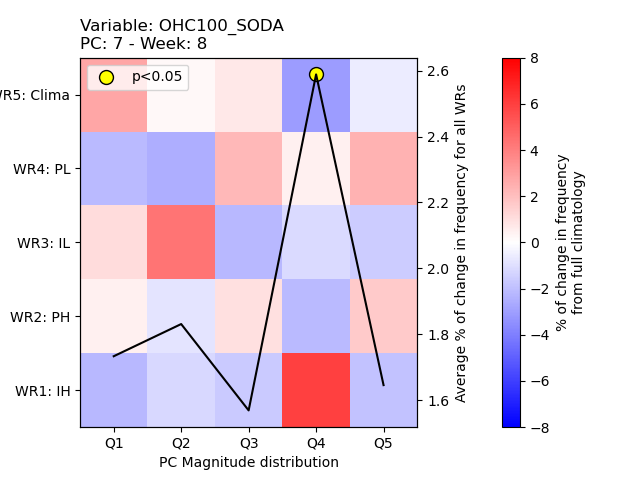 Variable: OHC100_SODA
PC: 7 - Week: 8
p<0.05
WR5: Clima
WR4: PL
WR3: IL
WR2: PH
WR1: IH
Q1 Q2 Q3 Q4 Q5
PC Magnitude distribution
2.6
2.4
2.2
2.0
1.8
1.6
Average % of change in frequency for all WRs
8
6
4
2
0
−2
−4
−6
−8
% of change in frequency
from full climatology